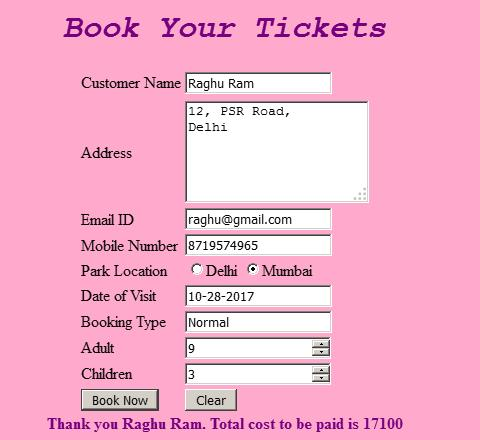 Book Your Tickets
Customer Name Raghu Ram
Address 12, PSR Road,
Delhi
Email ID raghu@gmail.com
Mobile Number 8719574965
Park Location Delhi Mumbai
Date of Visit 10-28-2017
Booking Type Normal
Adult 9
Children 3
Book Now Clear
Thank you Raghu Ram. Total cost to be paid is 17100